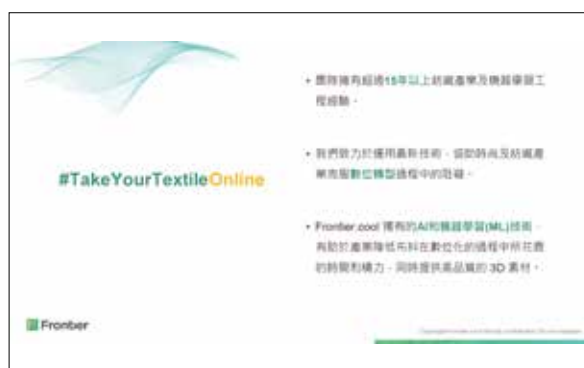 • 團隊擁有超過15年以上紡織產業及機器學習工
程經驗。
• 我們致力於運用最新技術，協助時尚及紡織產
業克服數位轉型過程中的阻礙。
#TakeYourTextileOnline
• Frontier.cool 擁有的AI和機器學習(ML)技術，
有助於產業降低布料在數位化的過程中所花費
的時間和精力，同時提供高品質的 3D 素材。
Frontier